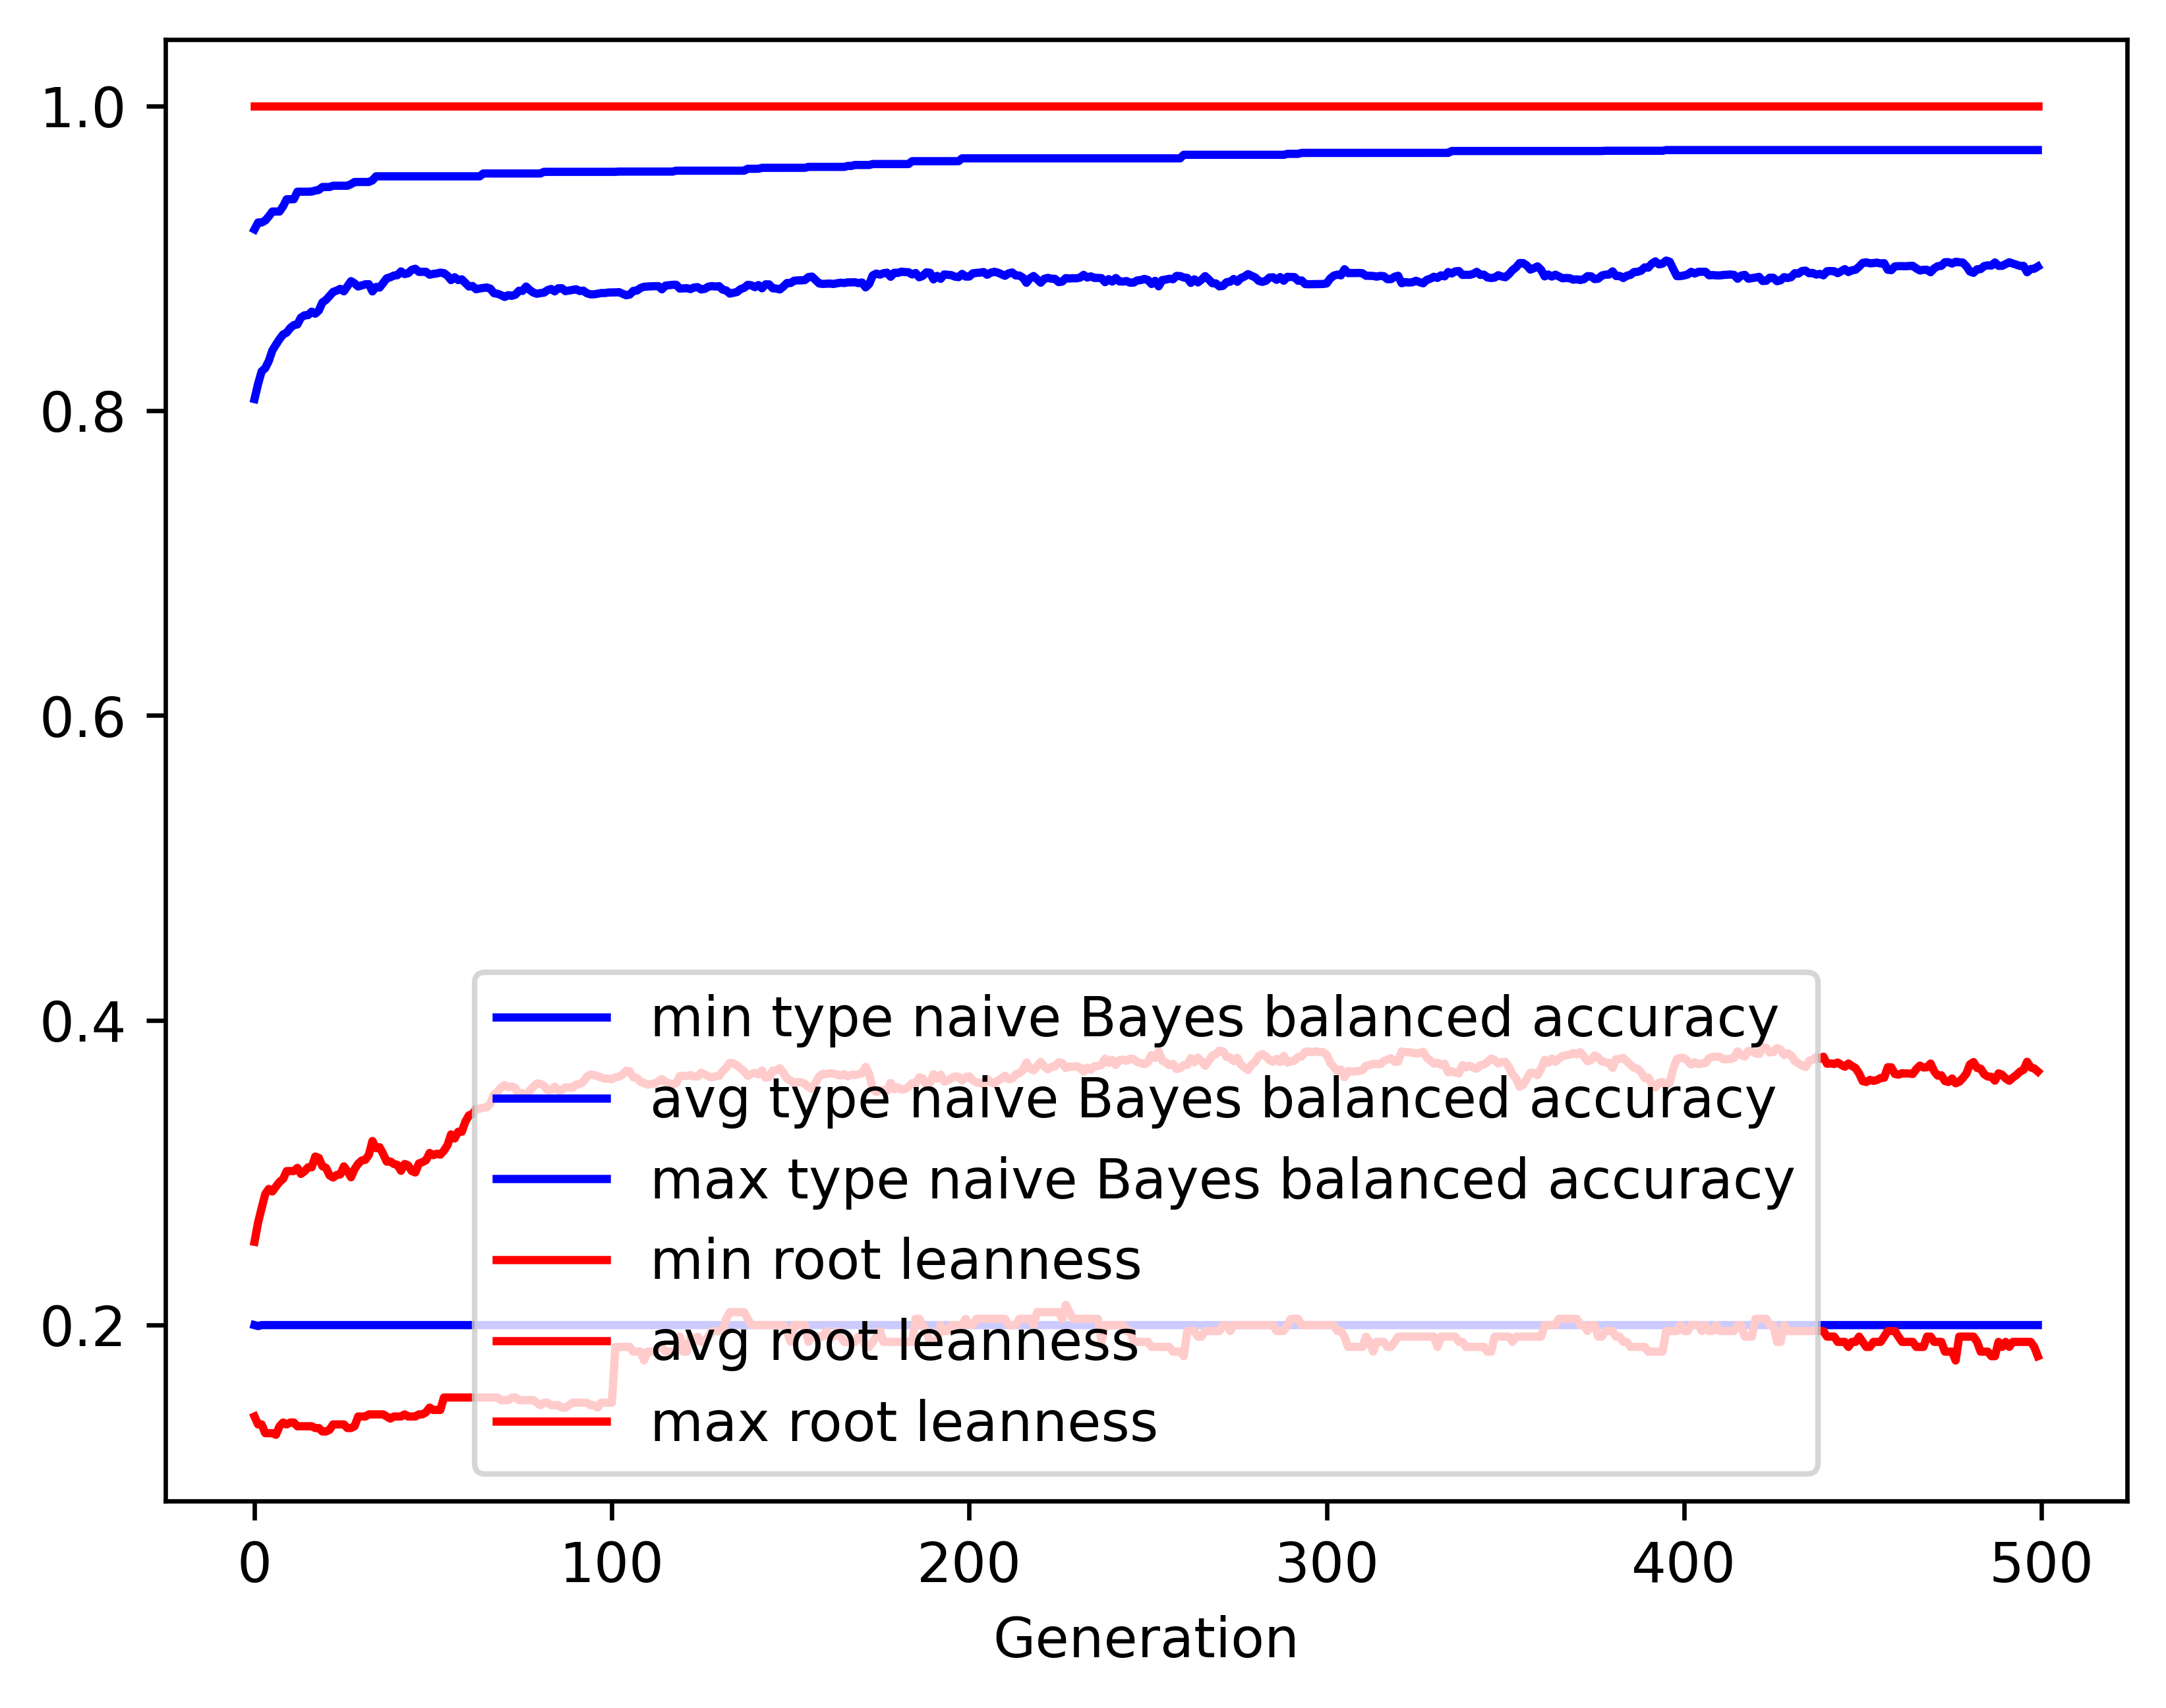 1.0
0.8
0.6
0.4
0.2
min type naive Bayes balanced accuracy
avg type naive Bayes balanced accuracy
max type naive Bayes balanced accuracy
min root leanness
avg root leanness
max root leanness
0 100 200 300 400 500
Generation